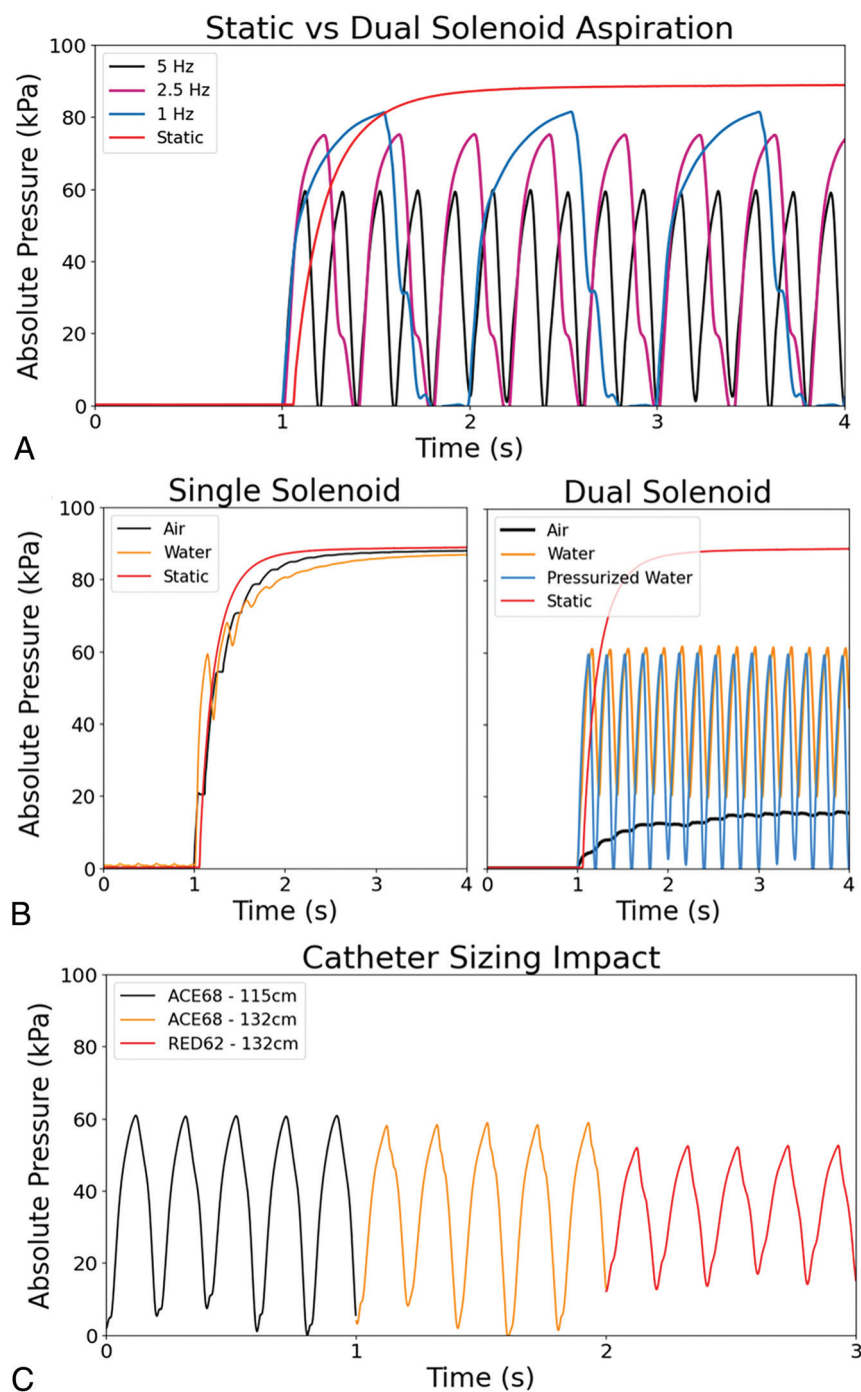 Static vs Dual Solenoid Aspiration
Absolute Pressure (kPa)
100
80
60
40
20
0
5 Hz
2.5 Hz
1 Hz
Static
0 1 2 3 4
Time (s)
A
Single Solenoid
Absolute Pressure (kPa)
100
80
60
40
20
0
Air
Water
Static
0 1 2 3 4
Time (s)
Dual Solenoid
Air
Water
Pressurized Water
Static
0 1 2 3 4
Time (s)
B
Catheter Sizing Impact
Absolute Pressure (kPa)
100
80
60
40
20
0
ACE68 - 115cm
ACE68 - 132cm
RED62 - 132cm
1 2 3
Time (s)
C